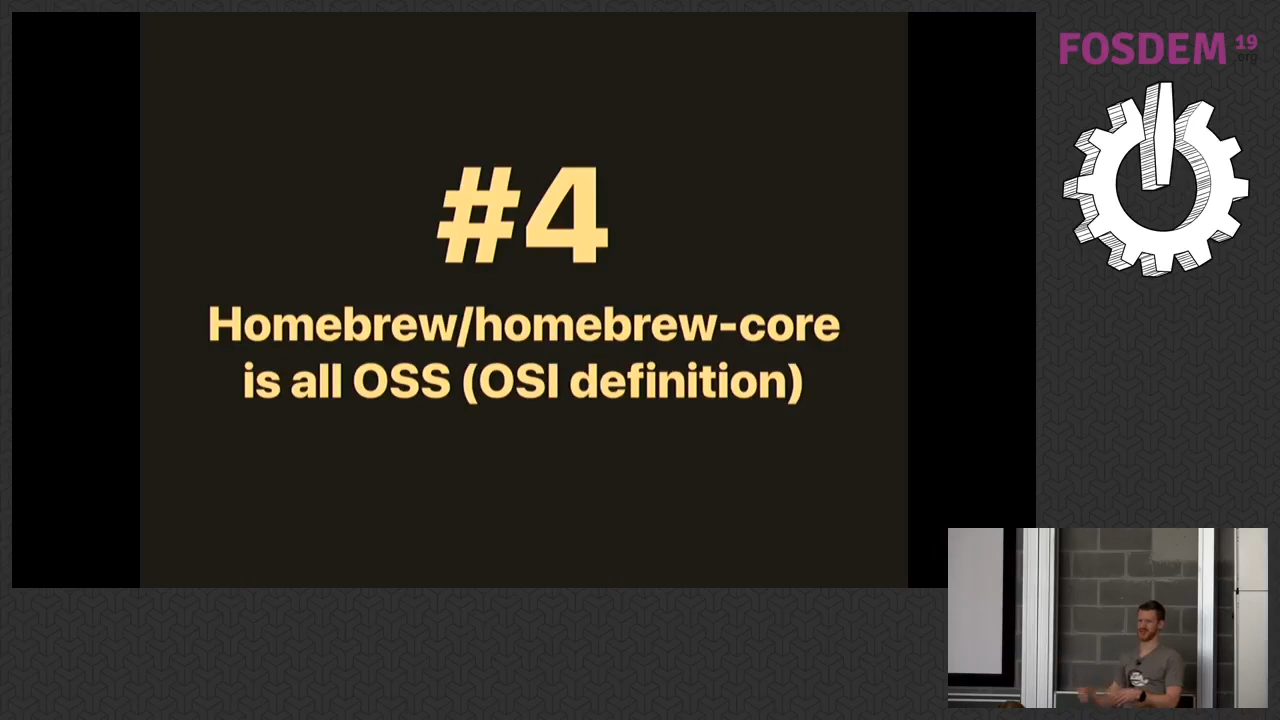 #4
Homebrew/homebrew-core
is all OSS (OSI definition)
FOSDEM 19
.org